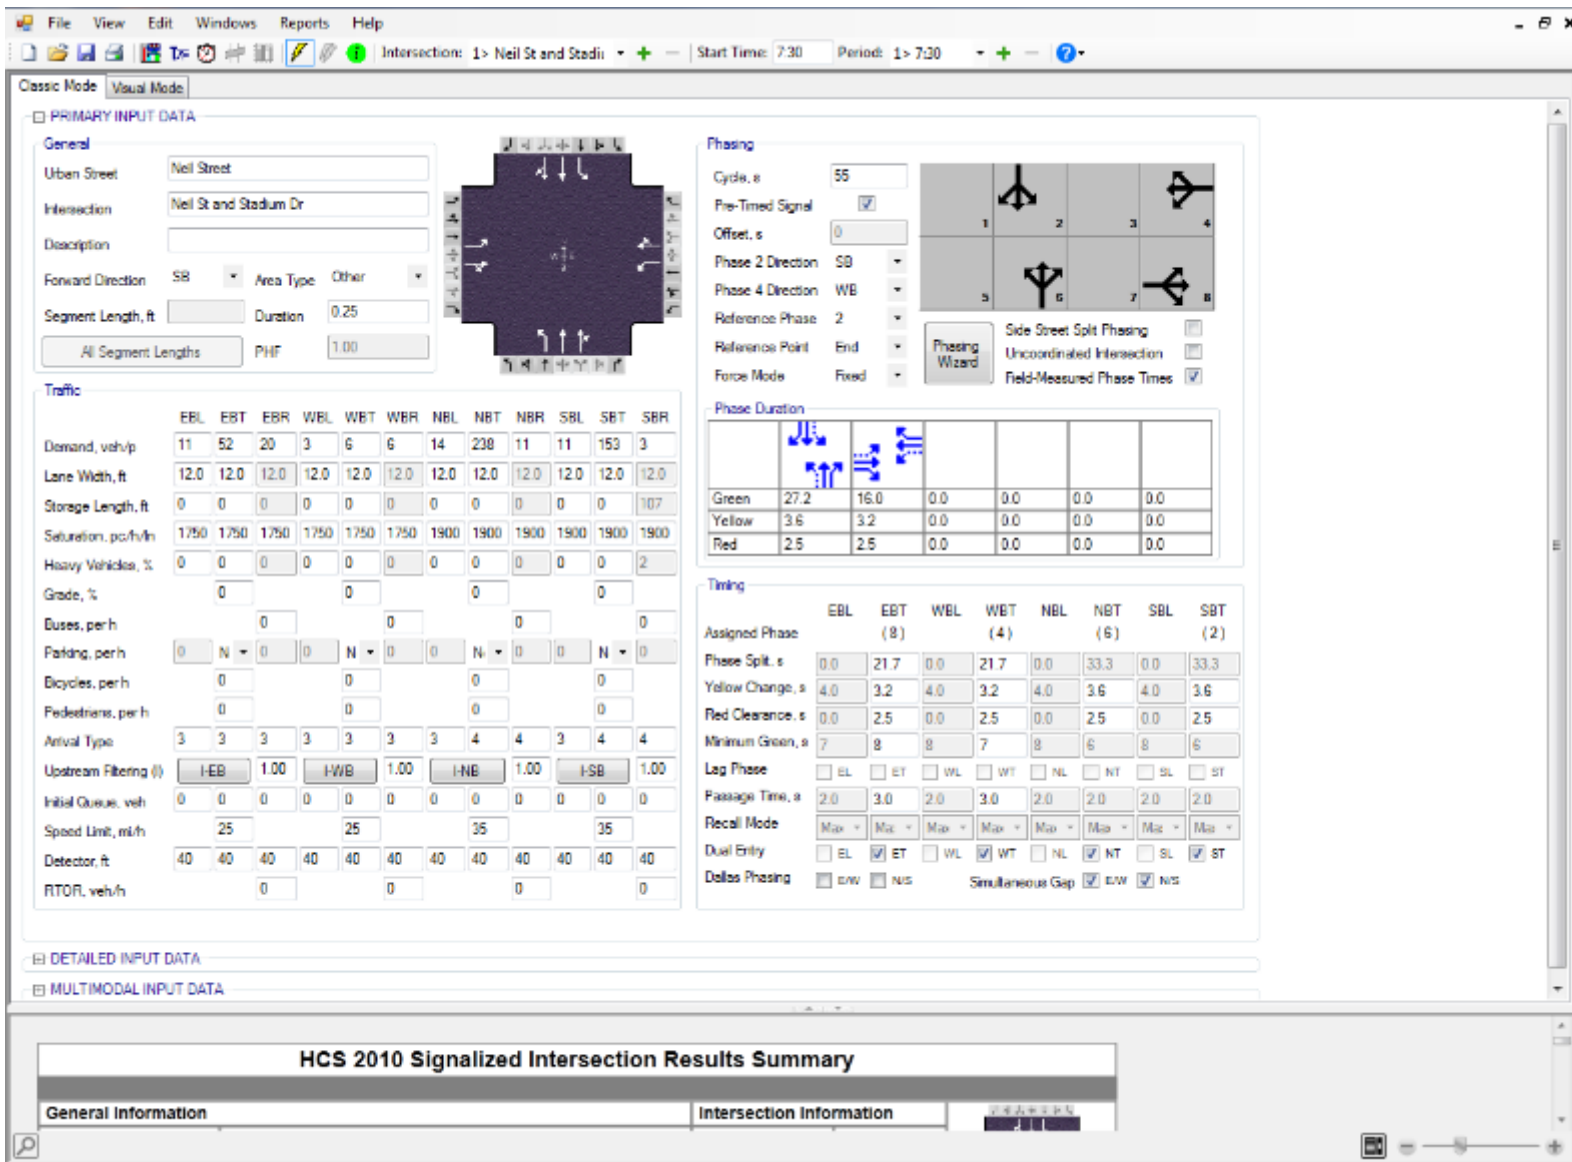 File View Edit Windows Reports Help
Intersection: 1> Neil St and Stadi Start Time: 7:30 Period: 1> 7:30
Classic Mode Visual Mode
PRIMARY INPUT DATA
General
Urban Street Neil Street
Intersection Neil St and Stadium Dr
Description
Forward Direction SB Area Type Other
Segment Length, ft Duration 0.25
All Segment Lengths PHF 1.00
Phasing
Cycle, s 55
Pre-Timed Signal
Offset, s 0
Phase 2 Direction SB
Phase 4 Direction WB
Reference Phase 2
Reference Point End
Force Mode Fixed
1 2 3 4
5 6 7 8
Phasing Wizard
Side Street Split Phasing
Uncoordinated Intersection
Field-Measured Phase Times
Traffic
EBL EBT EBR WBL WBT WBR NBL NBT NBR SBL SBT SBR
Demand, veh/p 11 52 20 3 6 6 14 238 11 11 153 3
Lane Width, ft 12.0 12.0 12.0 12.0 12.0 12.0 12.0 12.0 12.0 12.0 12.0 12.0
Storage Length, ft 0 0 0 0 0 0 0 0 0 0 0 107
Saturation, pc/h/ln 1750 1750 1750 1750 1750 1750 1900 1900 1900 1900 1900 1900
Heavy Vehicles, % 0 0 0 0 0 0 0 0 0 0 0 2
Grade, % 0 0 0 0
Buses, per h 0 0 0 0
Parking, per h 0 N 0 0 N 0 0 N 0 0 N 0
Bicycles, per h 0 0 0 0
Pedestrians, per h 0 0 0 0
Arrival Type 3 3 3 3 3 3 3 4 4 3 4 4
Upstream Filtering (I) I-EB 1.00 I-WB 1.00 I-NB 1.00 I-SB 1.00
Initial Queue, veh 0 0 0 0 0 0 0 0 0 0 0 0
Speed Limit, mi/h 25 25 35 35
Detector, ft 40 40 40 40 40 40 40 40 40 40 40 40
RTOR, veh/h 0 0 0 0
Phase Duration
Green 27.2 16.0 0.0 0.0 0.0 0.0
Yellow 3.6 3.2 0.0 0.0 0.0 0.0
Red 2.5 2.5 0.0 0.0 0.0 0.0
Timing
EBL EBT WBL WBT NBL NBT SBL SBT
Assigned Phase (8) (4) (6) (2)
Phase Split, s 0.0 21.7 0.0 21.7 0.0 33.3 0.0 33.3
Yellow Change, s 4.0 3.2 4.0 3.2 4.0 3.6 4.0 3.6
Red Clearance, s 0.0 2.5 0.0 2.5 0.0 2.5 0.0 2.5
Minimum Green, s 7 8 8 7 8 6 8 6
Lag Phase EL ET WL WT NL NT SL ST
Passage Time, s 2.0 3.0 2.0 3.0 2.0 2.0 2.0 2.0
Recall Mode Max Max Max Max Max Max Max Max
Dual Entry EL ET WL WT NL NT SL ST
Dallas Phasing E/W N/S Simultaneous Gap E/W N/S
DETAILED INPUT DATA
MULTIMODAL INPUT DATA
HCS 2010 Signalized Intersection Results Summary
General Information Intersection Information